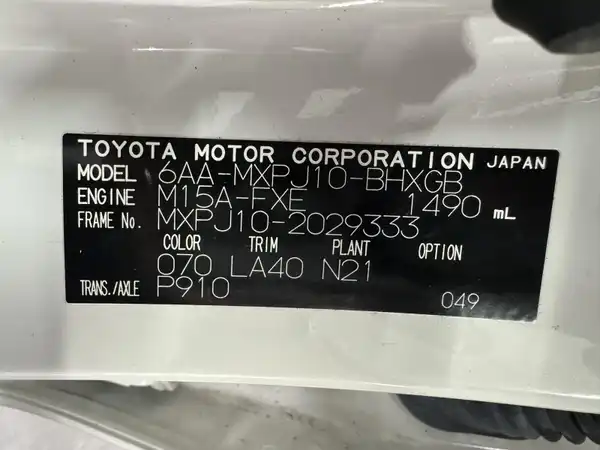 TOYOTA MOTOR CORPORATION JAPAN
MODEL 6AA-MXPJ10-BHXGB
ENGINE M15A-FXE 1490 mL
FRAME No. MXPJ10-2029333
COLOR TRIM PLANT OPTION
070 LA40 N21
TRANS./AXLE P910 049